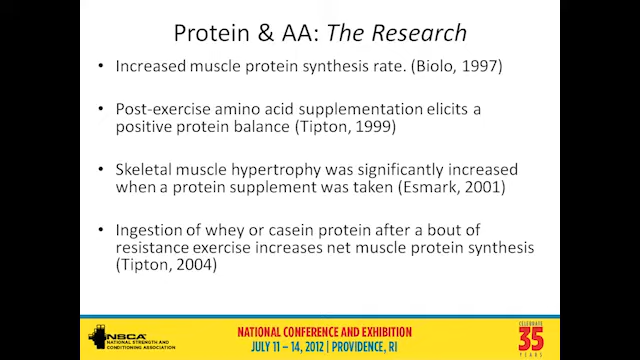 Protein & AA: The Research
• Increased muscle protein synthesis rate. (Biolo, 1997)
• Post-exercise amino acid supplementation elicits a
positive protein balance (Tipton, 1999)
• Skeletal muscle hypertrophy was significantly increased
when a protein supplement was taken (Esmark, 2001)
• Ingestion of whey or casein protein after a bout of
resistance exercise increases net muscle protein synthesis
(Tipton, 2004)
NSCA
NATIONAL STRENGTH AND
CONDITIONING ASSOCIATION
NATIONAL CONFERENCE AND EXHIBITION
JULY 11 – 14, 2012 | PROVIDENCE, RI
CELEBRATE
35
YEARS